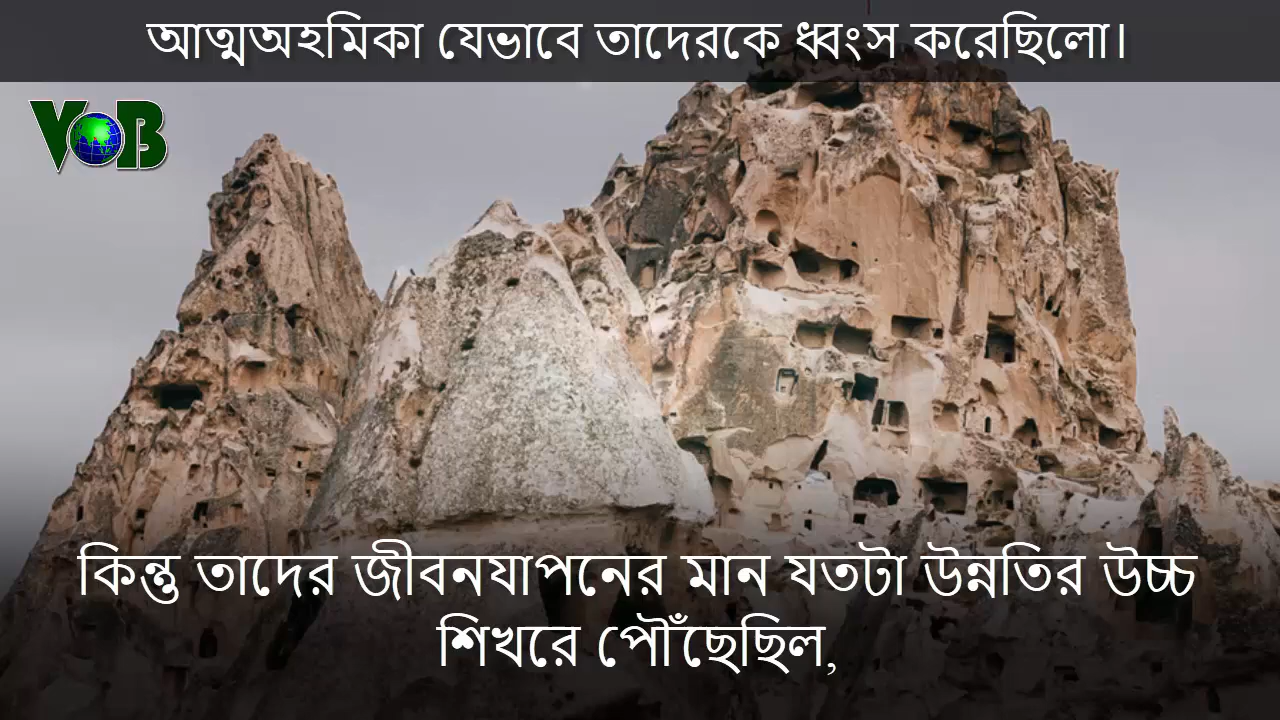 আত্মঅহমিকা যেভাবে তাদেরকে ধ্বংস করেছিলো।
VOB
কিন্তু তাদের জীবনযাপনের মান যতটা উন্নতির উচ্চ
শিখরে পৌঁছেছিল,